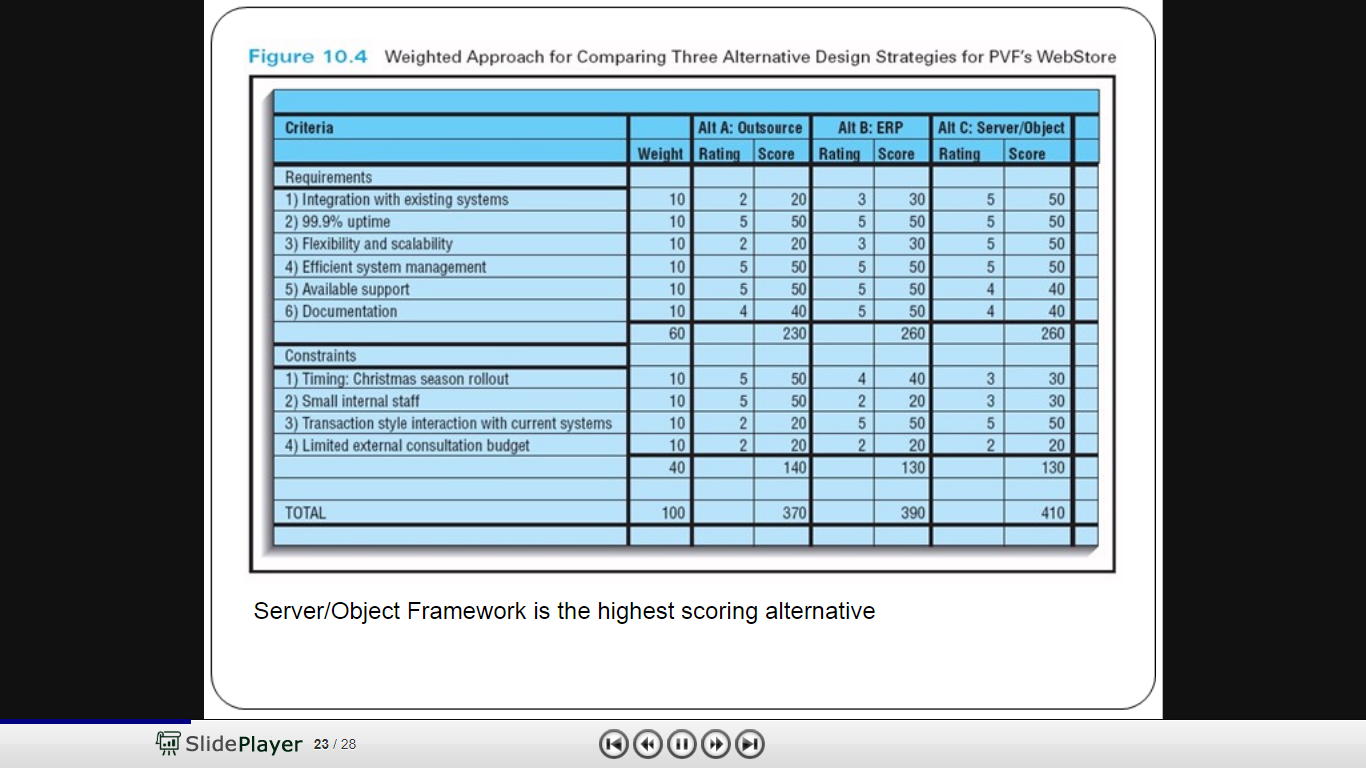 Figure 10.4 Weighted Approach for Comparing Three Alternative Design Strategies for PVF's WebStore
Criteria Alt A: Outsource Alt B: ERP Alt C: Server/Object
Weight Rating Score Rating Score Rating Score
Requirements
1) Integration with existing systems 10 2 20 3 30 5 50
2) 99.9% uptime 10 5 50 5 50 5 50
3) Flexibility and scalability 10 2 20 3 30 5 50
4) Efficient system management 10 5 50 5 50 5 50
5) Available support 10 5 50 5 50 4 40
6) Documentation 10 4 40 5 50 4 40
60 230 260 260
Constraints
1) Timing: Christmas season rollout 10 5 50 4 40 3 30
2) Small internal staff 10 5 50 2 20 3 30
3) Transaction style interaction with current systems 10 2 20 5 50 5 50
4) Limited external consultation budget 10 2 20 2 20 2 20
40 140 130 130
TOTAL 100 370 390 410
Server/Object Framework is the highest scoring alternative
SlidePlayer 23 / 28